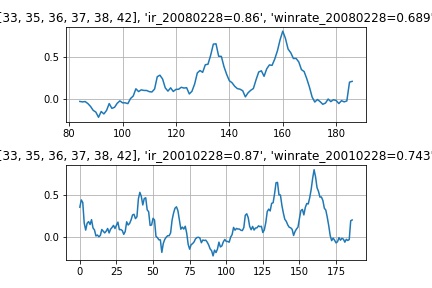 [33, 35, 36, 37, 38, 42], 'ir_20080228=0.86', 'winrate_20080228=0.689'
0.5
0.0
80 100 120 140 160 180
[33, 35, 36, 37, 38, 42], 'ir_20010228=0.87', 'winrate_20010228=0.743'
0.5
0.0
0 25 50 75 100 125 150 175